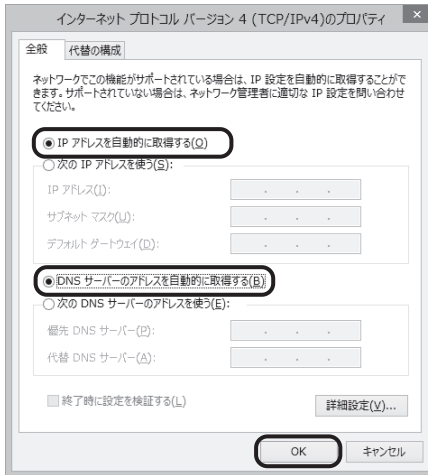 インターネット プロトコル バージョン 4 (TCP/IPv4)のプロパティ
全般 代替の構成
ネットワークでこの機能がサポートされている場合は、IP 設定を自動的に取得することがで
きます。サポートされていない場合は、ネットワーク管理者に適切な IP 設定を問い合わせ
てください。
IP アドレスを自動的に取得する(O)
次の IP アドレスを使う(S):
IP アドレス(I):
サブネット マスク(U):
デフォルト ゲートウェイ(D):
DNS サーバーのアドレスを自動的に取得する(B)
次の DNS サーバーのアドレスを使う(E):
優先 DNS サーバー(P):
代替 DNS サーバー(A):
終了時に設定を検証する(L)
詳細設定(V)...
OK キャンセル